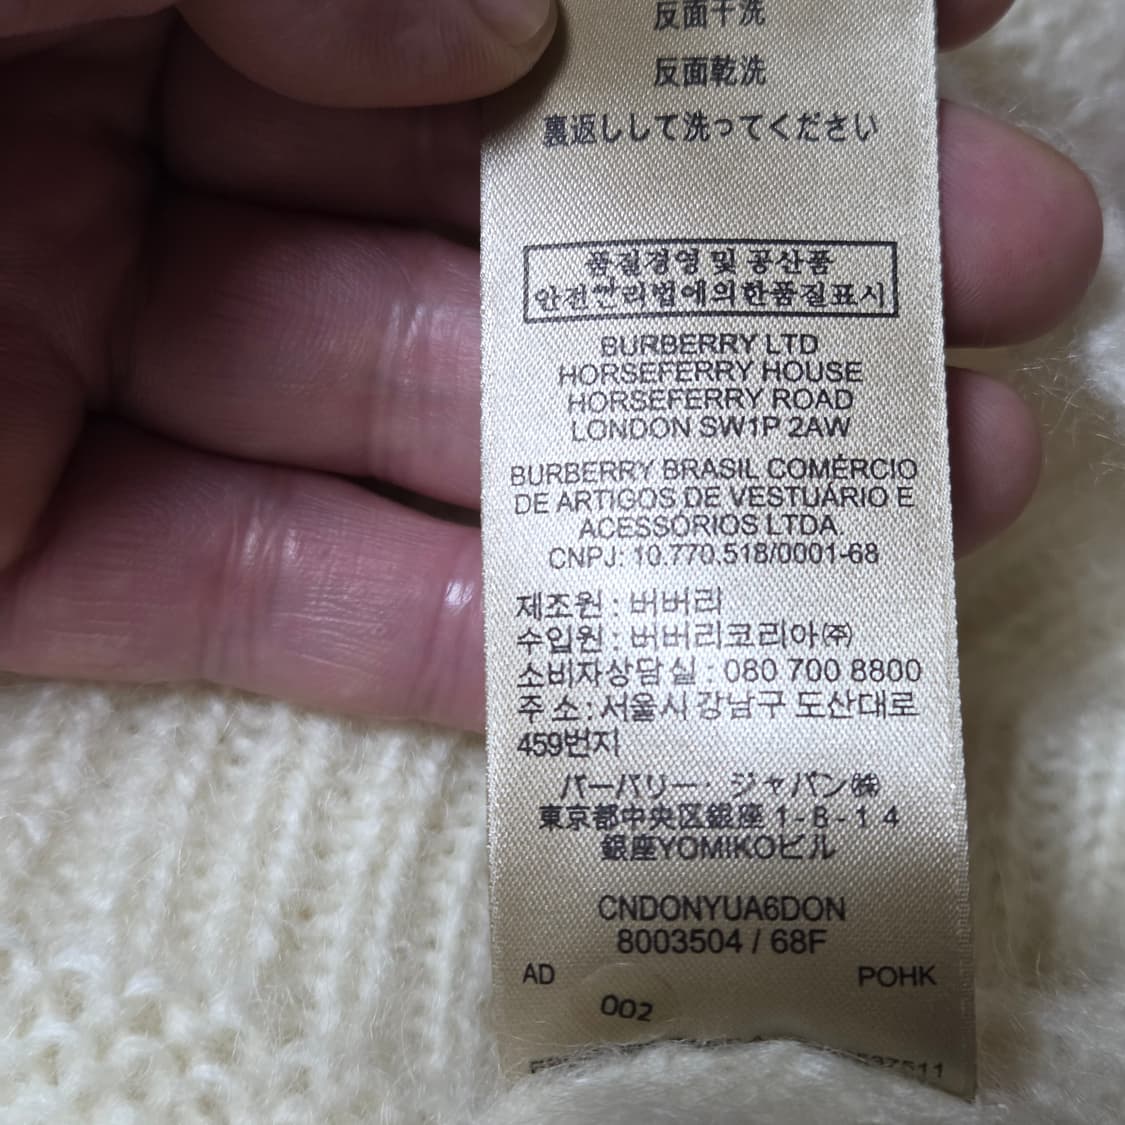 反面干洗
反面乾洗
裏返しして洗ってください
품질경영 및 공산품
안전관리법에의한품질표시
BURBERRY LTD
HORSEFERRY HOUSE
HORSEFERRY ROAD
LONDON SW1P 2AW
BURBERRY BRASIL COMÉRCIO
DE ARTIGOS DE VESTUÁRIO E
ACESSORIOS LTDA
CNPJ: 10.770.518/0001-68
제조원 : 버버리
수입원 : 버버리코리아㈜
소비자상담실 : 080 700 8800
주 소 : 서울시 강남구 도산대로
459번지
バーバリー・ジャパン㈱
東京都中央区銀座 1-8-1 4
銀座YOMIKOビル
CNDONYUA6DON
8003504 / 68F
AD POHK
002